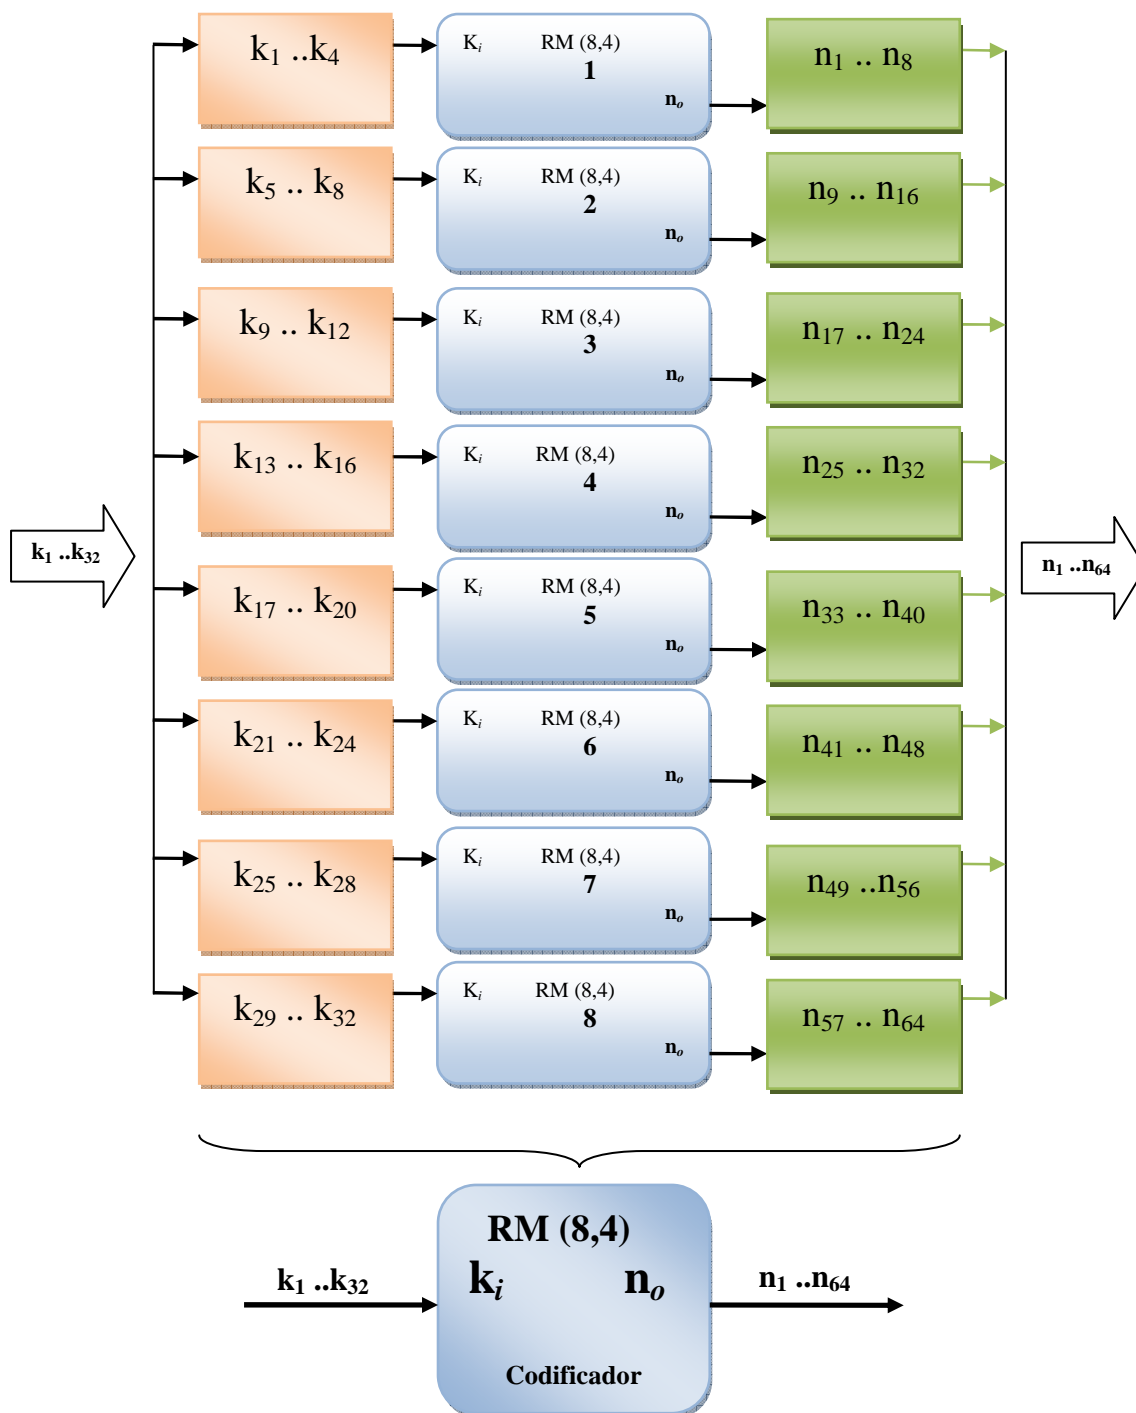 k1 ..k4
Ki RM (8,4)
1
no
n1 .. n8
k5 .. k8
Ki RM (8,4)
2
no
n9 .. n16
k9 .. k12
Ki RM (8,4)
3
no
n17 .. n24
k13 .. k16
Ki RM (8,4)
4
no
n25 .. n32
k1 ..k32
n1 ..n64
k17 .. k20
Ki RM (8,4)
5
no
n33 .. n40
k21 .. k24
Ki RM (8,4)
6
no
n41 .. n48
k25 .. k28
Ki RM (8,4)
7
no
n49 ..n56
k29 .. k32
Ki RM (8,4)
8
no
n57 .. n64
RM (8,4)
k1 ..k32
ki no
n1 ..n64
Codificador